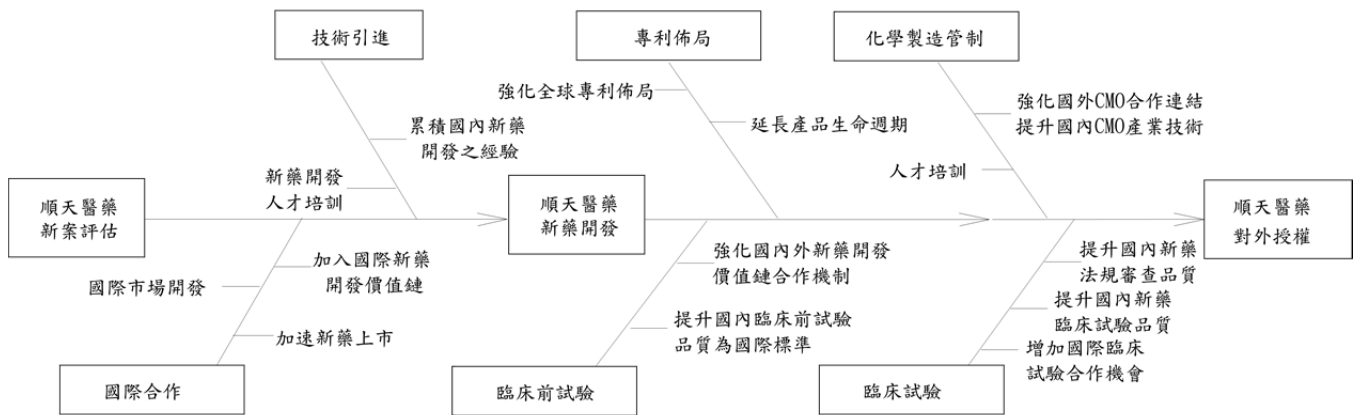 技術引進
專利佈局
化學製造管制
強化全球專利佈局
強化國外CMO合作連結
提升國內CMO產業技術
累積國內新藥
開發之經驗
延長產品生命週期
新藥開發
人才培訓
人才培訓
順天醫藥
新案評估
順天醫藥
新藥開發
順天醫藥
對外授權
加入國際新藥
開發價值鏈
國際市場開發
加速新藥上市
強化國內外新藥開發
價值鏈合作機制
提升國內臨床前試驗
品質為國際標準
提升國內新藥
法規審查品質
提升國內新藥
臨床試驗品質
增加國際臨床
試驗合作機會
國際合作
臨床前試驗
臨床試驗